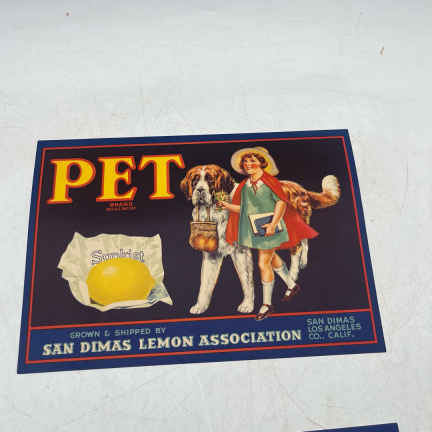 PET
BRAND
Sunkist
GROWN & SHIPPED BY
SAN DIMAS LEMON ASSOCIATION
SAN DIMAS
LOS ANGELES
CO., CALIF.